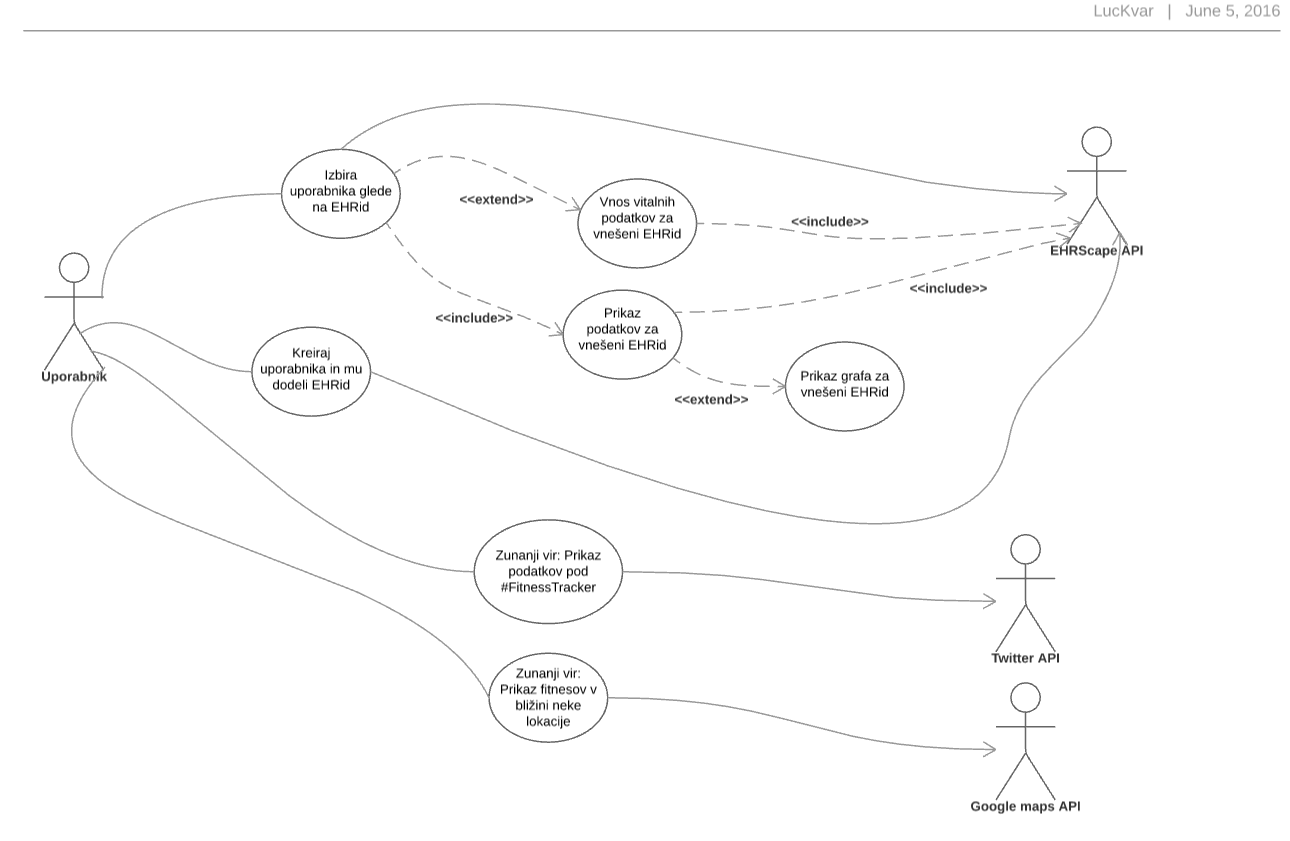 LucKvar | June 5, 2016
Izbira
uporabnika glede
na EHRid
<<extend>>
Vnos vitalnih
podatkov za
vnešeni EHRid
<<include>>
EHRScape API
<<include>>
<<include>>
Prikaz
podatkov za
vnešeni EHRid
Uporabnik
Kreiraj
uporabnika in mu
dodeli EHRid
<<extend>>
Prikaz grafa za
vnešeni EHRid
Zunanji vir: Prikaz
podatkov pod
#FitnessTracker
Twitter API
Zunanji vir:
Prikaz fitnesov v
bližini neke
lokacije
Google maps API